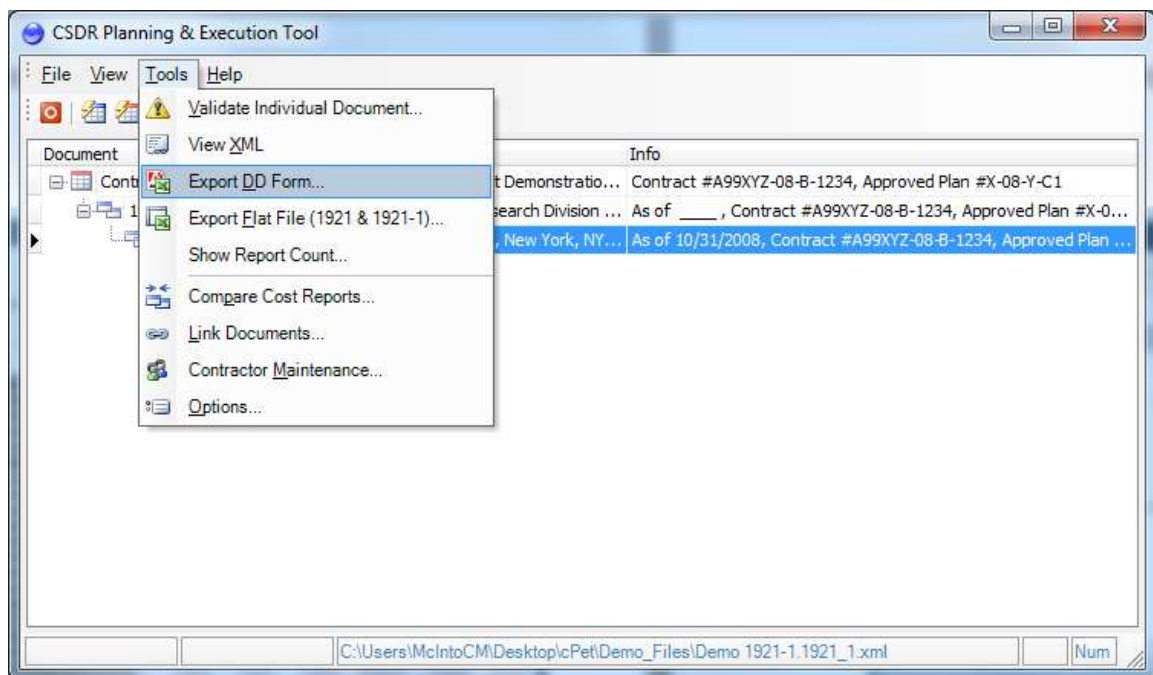 CSDR Planning & Execution Tool
File View Tools Help
Validate Individual Document...
View XML
Export DD Form...
Export Flat File (1921 & 1921-1)...
Show Report Count...
Compare Cost Reports...
Link Documents...
Contractor Maintenance...
Options...
Document Info
Cont t Demonstratio... Contract #A99XYZ-08-B-1234, Approved Plan #X-08-Y-C1
1 search Division ... As of ____ , Contract #A99XYZ-08-B-1234, Approved Plan #X-0...
, New York, NY... As of 10/31/2008, Contract #A99XYZ-08-B-1234, Approved Plan ...
C:\Users\McIntoCM\Desktop\cPet\Demo_Files\Demo 1921-1.1921_1.xml Num